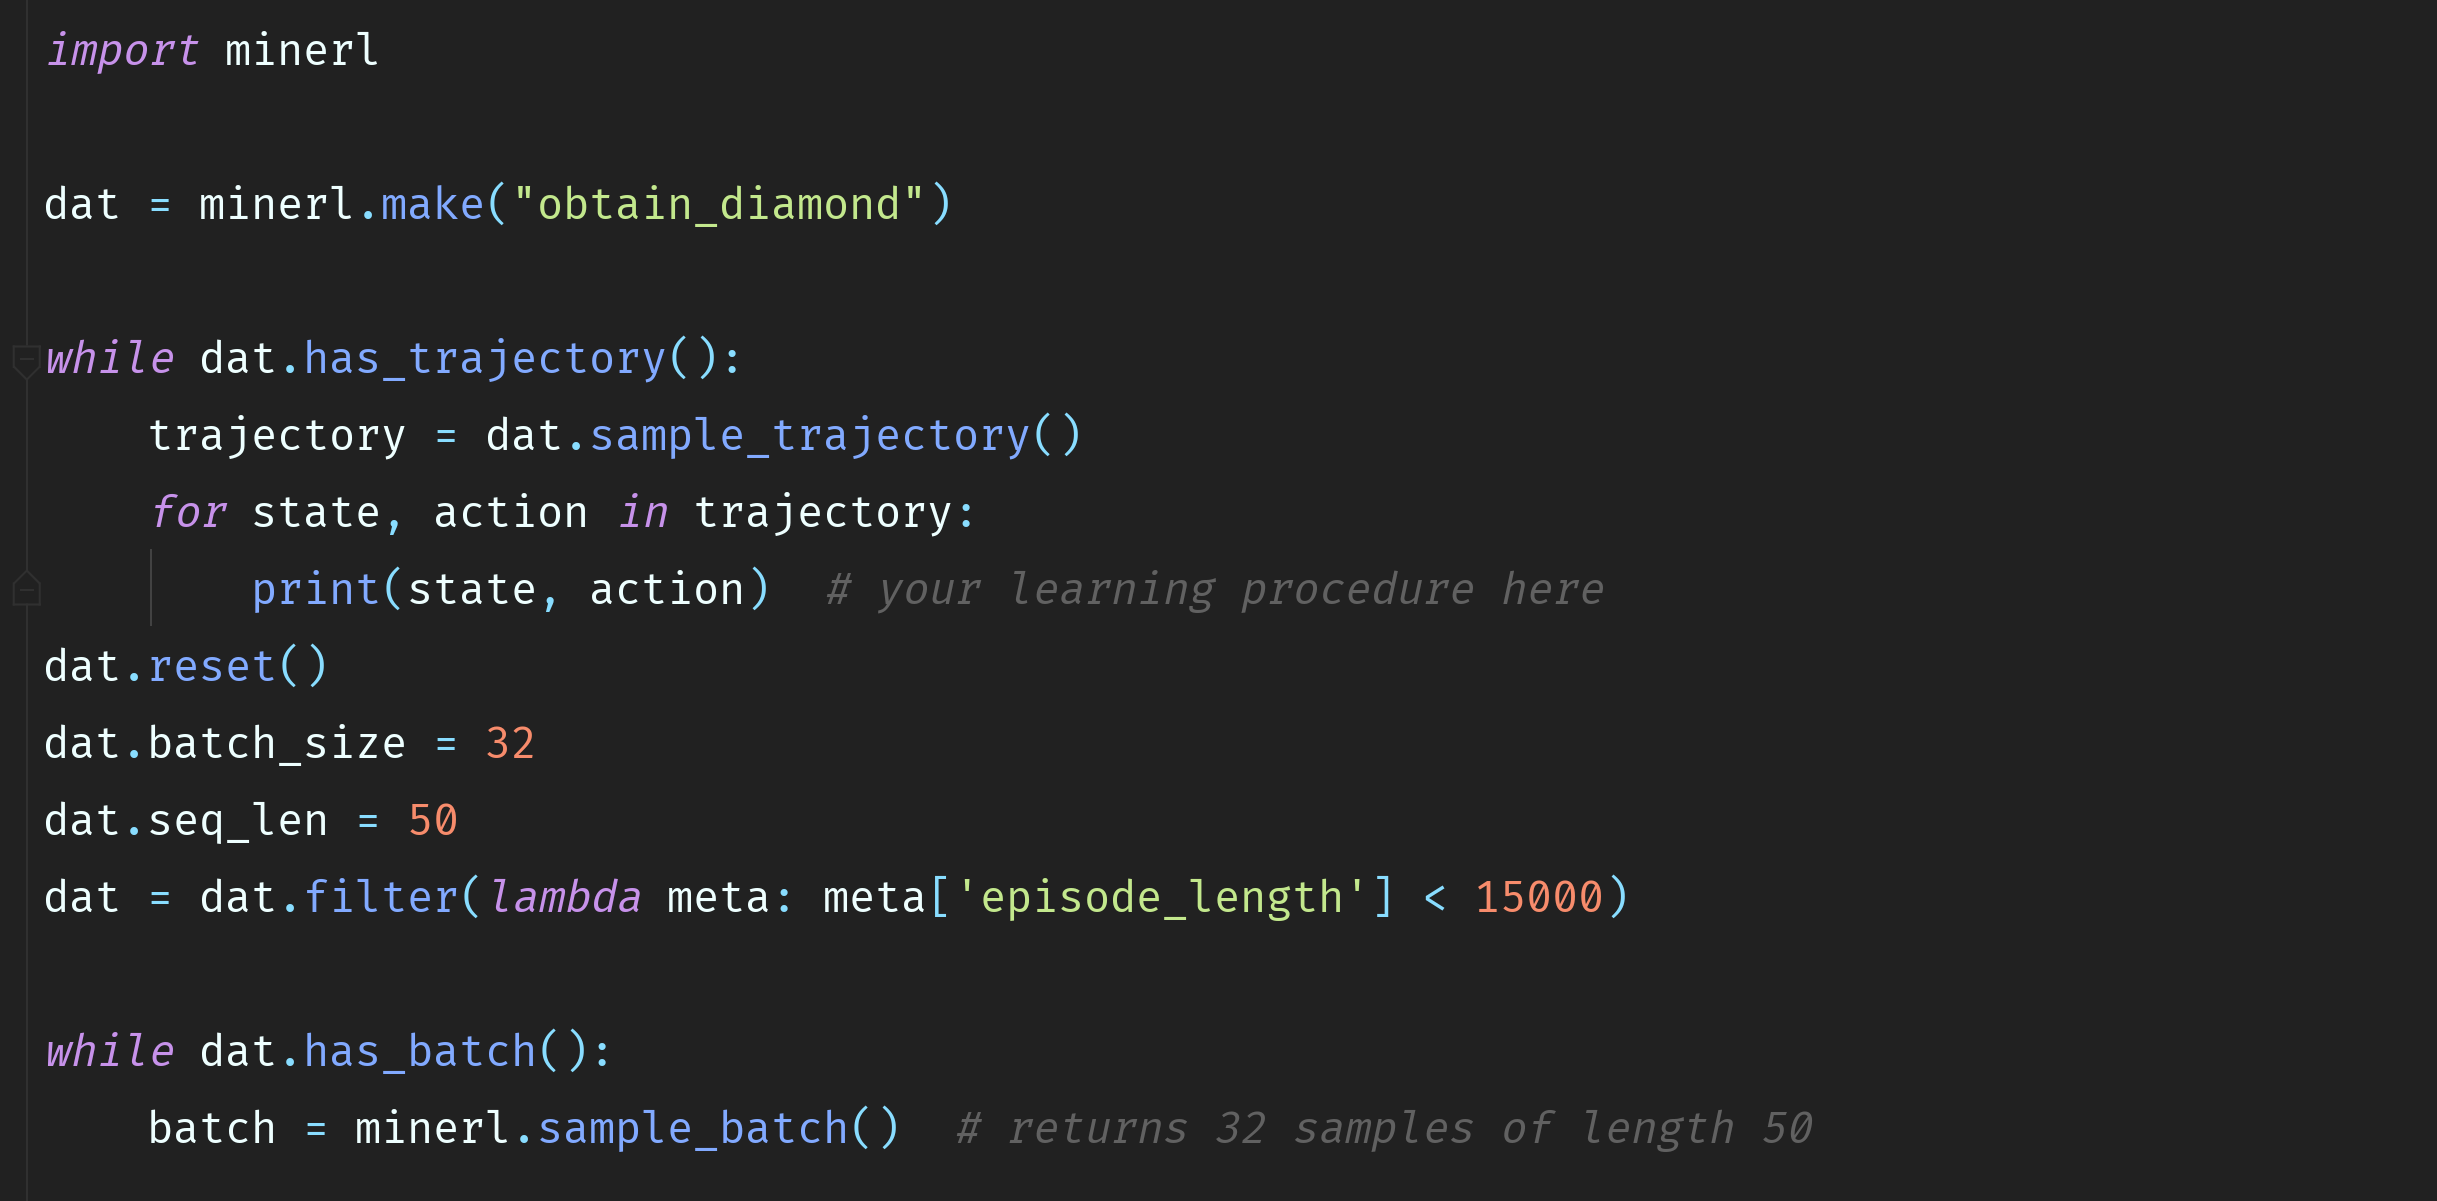 import minerl
dat = minerl.make("obtain_diamond")
while dat.has_trajectory():
    trajectory = dat.sample_trajectory()
    for state, action in trajectory:
        print(state, action)  # your learning procedure here
dat.reset()
dat.batch_size = 32
dat.seq_len = 50
dat = dat.filter(lambda meta: meta['episode_length'] < 15000)
while dat.has_batch():
    batch = minerl.sample_batch()  # returns 32 samples of length 50